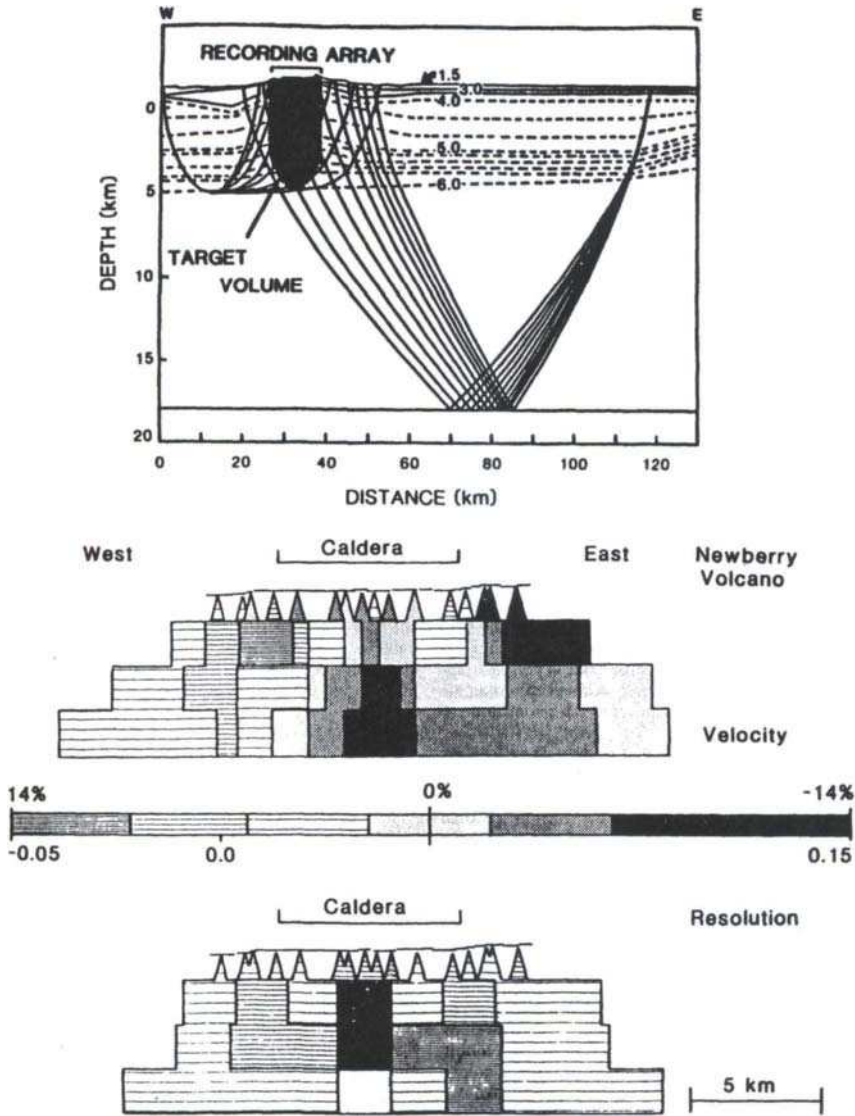 W E
RECORDING ARRAY
1.5
3.0
4.0
5.0
6.0
0
5
10
15
20
DEPTH (km)
TARGET
VOLUME
0 20 40 60 80 100 120
DISTANCE (km)
West Caldera East Newberry
Volcano
Velocity
14% 0% -14%
-0.05 0.0 0.15
Caldera Resolution
5 km